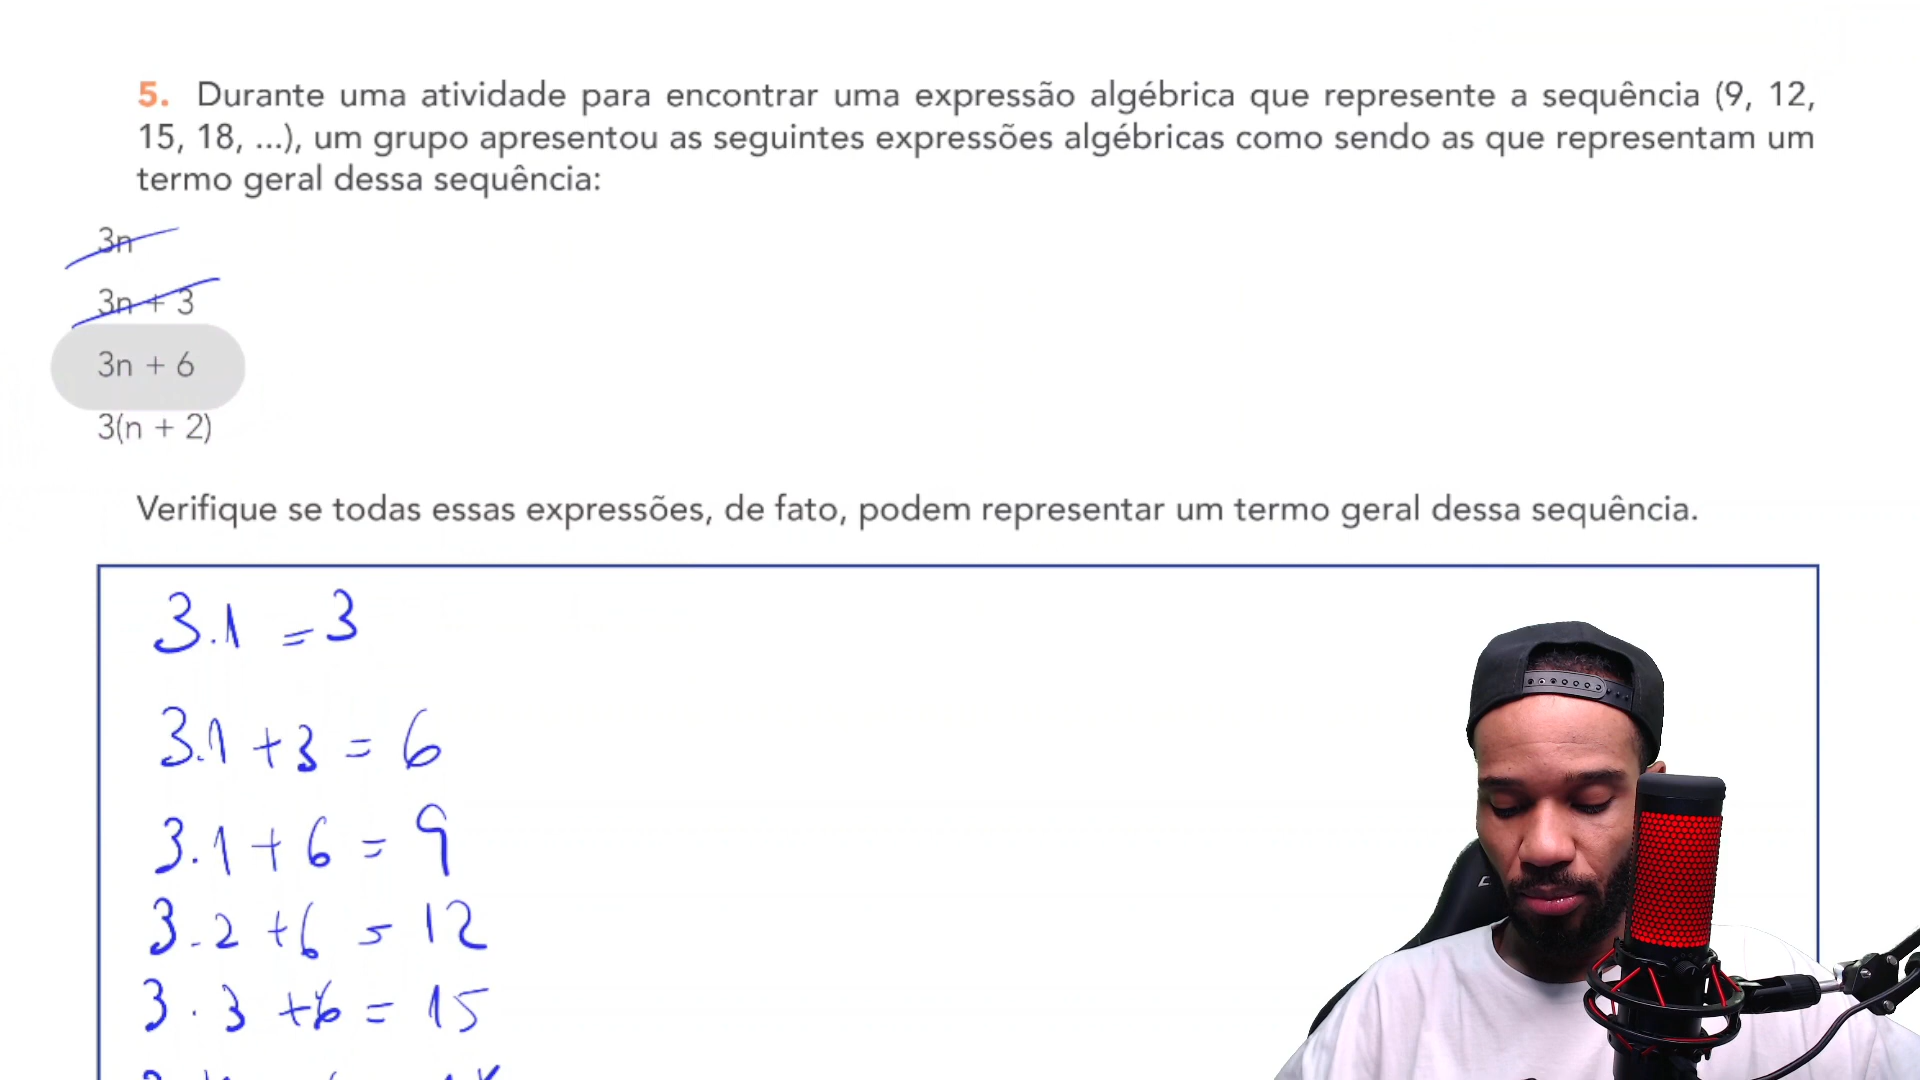 5. Durante uma atividade para encontrar uma expressão algébrica que represente a sequência (9, 12,
15, 18, ...), um grupo apresentou as seguintes expressões algébricas como sendo as que representam um
termo geral dessa sequência:
3n
3n + 3
3n + 6
3(n + 2)
Verifique se todas essas expressões, de fato, podem representar um termo geral dessa sequência.
3.1 = 3
3.1 + 3 = 6
3.1 + 6 = 9
3.2 + 6 = 12
3.3 + 6 = 15